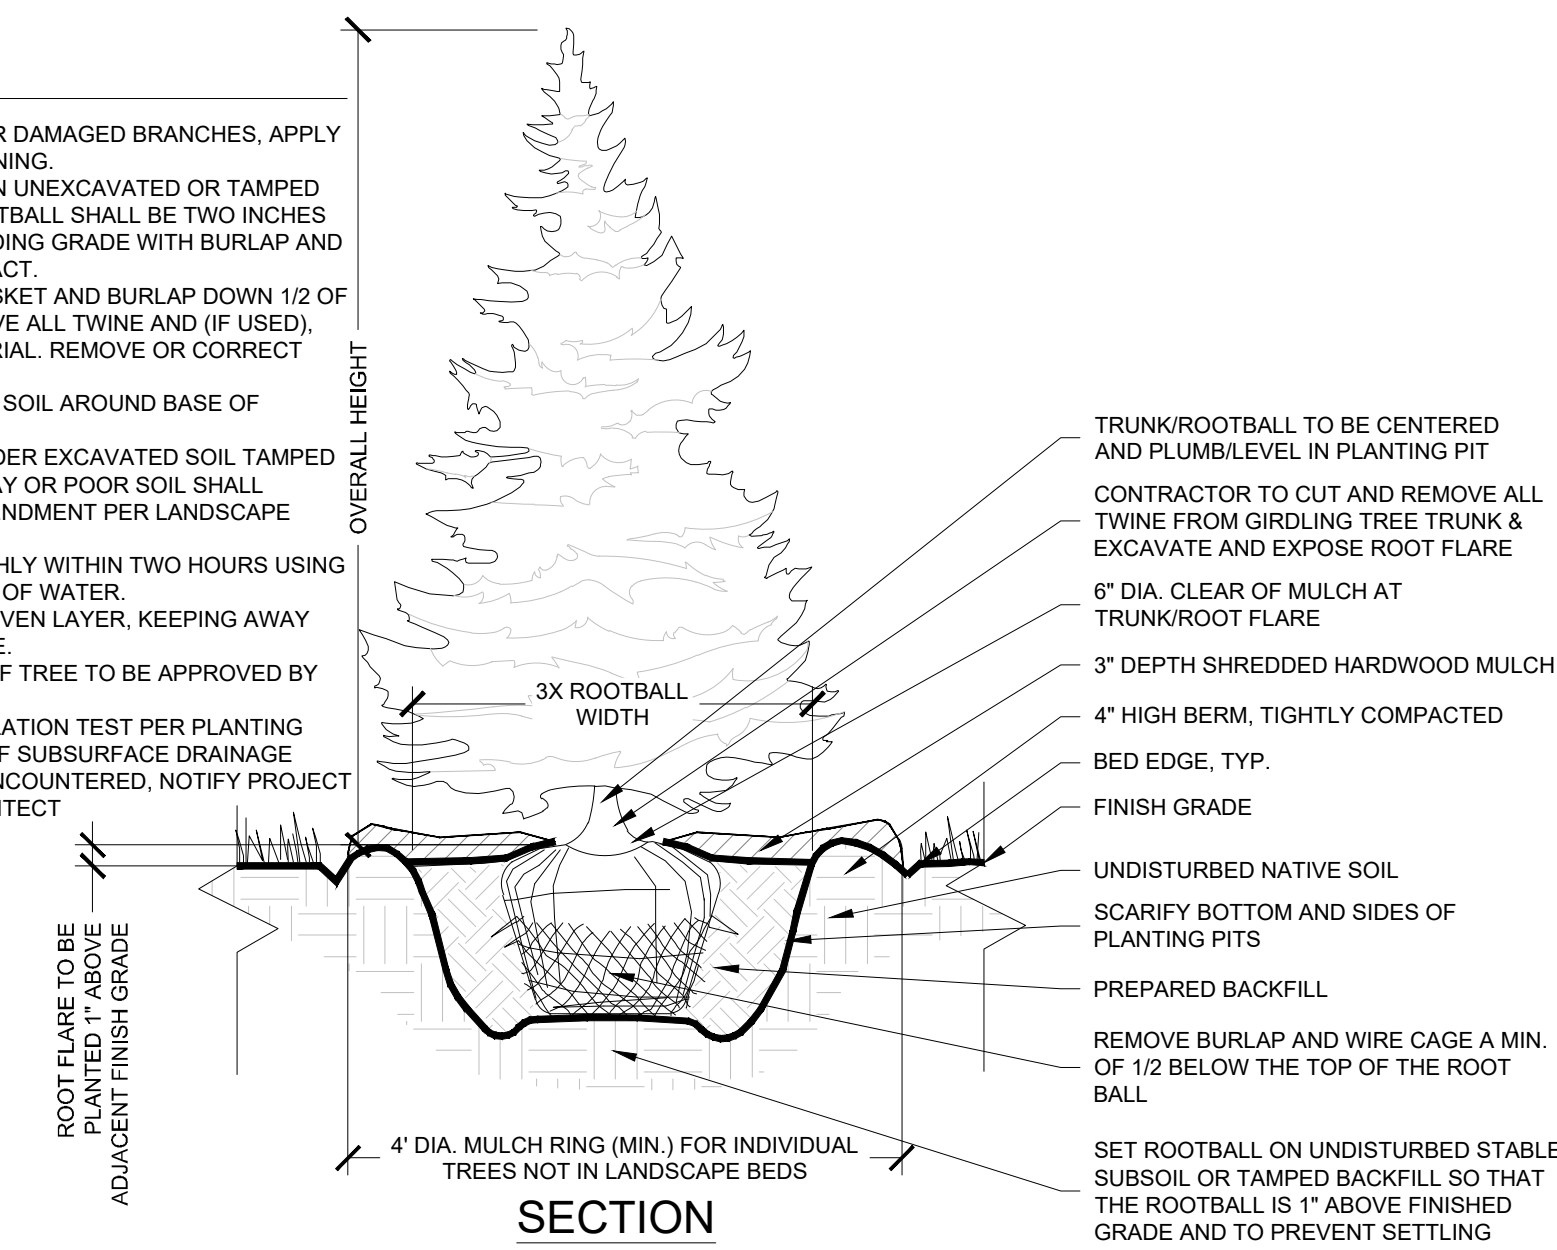 R DAMAGED BRANCHES, APPLY
NING.
N UNEXCAVATED OR TAMPED
TBALL SHALL BE TWO INCHES
DING GRADE WITH BURLAP AND
ACT.
SKET AND BURLAP DOWN 1/2 OF
VE ALL TWINE AND (IF USED),
RIAL. REMOVE OR CORRECT
SOIL AROUND BASE OF
DER EXCAVATED SOIL TAMPED
AY OR POOR SOIL SHALL
ENDMENT PER LANDSCAPE
HLY WITHIN TWO HOURS USING
OF WATER.
VEN LAYER, KEEPING AWAY
E.
F TREE TO BE APPROVED BY
LATION TEST PER PLANTING
F SUBSURFACE DRAINAGE
NCOUNTERED, NOTIFY PROJECT
ITECT
OVERALL HEIGHT
3X ROOTBALL
WIDTH
TRUNK/ROOTBALL TO BE CENTERED
AND PLUMB/LEVEL IN PLANTING PIT
CONTRACTOR TO CUT AND REMOVE ALL
TWINE FROM GIRDLING TREE TRUNK &
EXCAVATE AND EXPOSE ROOT FLARE
6" DIA. CLEAR OF MULCH AT
TRUNK/ROOT FLARE
3" DEPTH SHREDDED HARDWOOD MULCH
4" HIGH BERM, TIGHTLY COMPACTED
BED EDGE, TYP.
FINISH GRADE
UNDISTURBED NATIVE SOIL
SCARIFY BOTTOM AND SIDES OF
PLANTING PITS
PREPARED BACKFILL
REMOVE BURLAP AND WIRE CAGE A MIN.
OF 1/2 BELOW THE TOP OF THE ROOT
BALL
SET ROOTBALL ON UNDISTURBED STABLE
SUBSOIL OR TAMPED BACKFILL SO THAT
THE ROOTBALL IS 1" ABOVE FINISHED
GRADE AND TO PREVENT SETTLING
ROOT FLARE TO BE
PLANTED 1" ABOVE
ADJACENT FINISH GRADE
4' DIA. MULCH RING (MIN.) FOR INDIVIDUAL
TREES NOT IN LANDSCAPE BEDS
SECTION